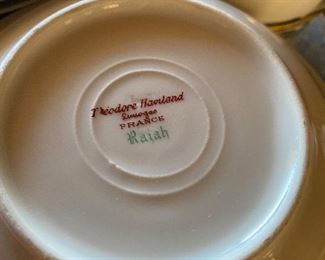 Theodore Haviland
Limoges
FRANCE
Rajah